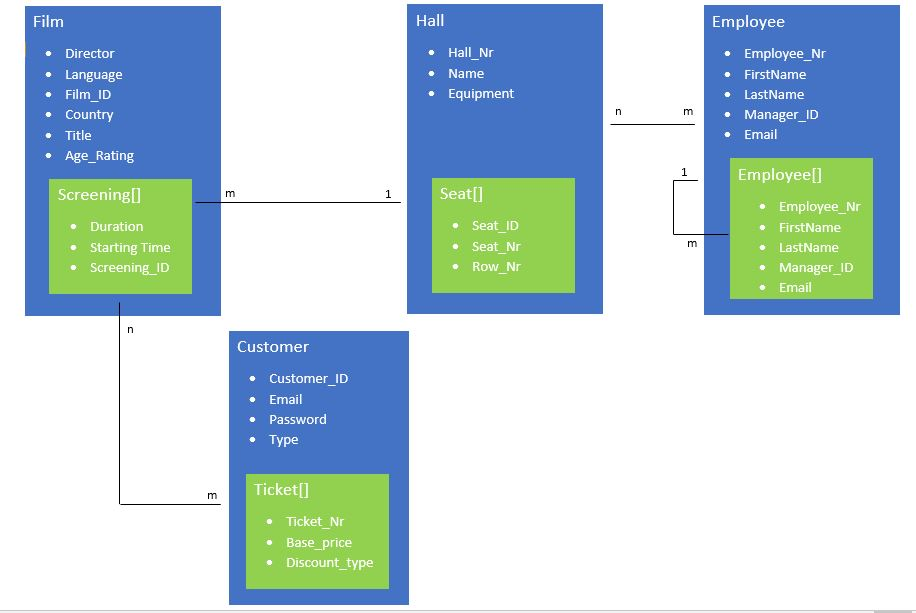 Film
• Director
• Language
• Film_ID
• Country
• Title
• Age_Rating
Screening[]
• Duration
• Starting Time
• Screening_ID
m
1
Hall
• Hall_Nr
• Name
• Equipment
Seat[]
• Seat_ID
• Seat_Nr
• Row_Nr
n
m
Employee
• Employee_Nr
• FirstName
• LastName
• Manager_ID
• Email
1
m
Employee[]
• Employee_Nr
• FirstName
• LastName
• Manager_ID
• Email
n
m
Customer
• Customer_ID
• Email
• Password
• Type
Ticket[]
• Ticket_Nr
• Base_price
• Discount_type